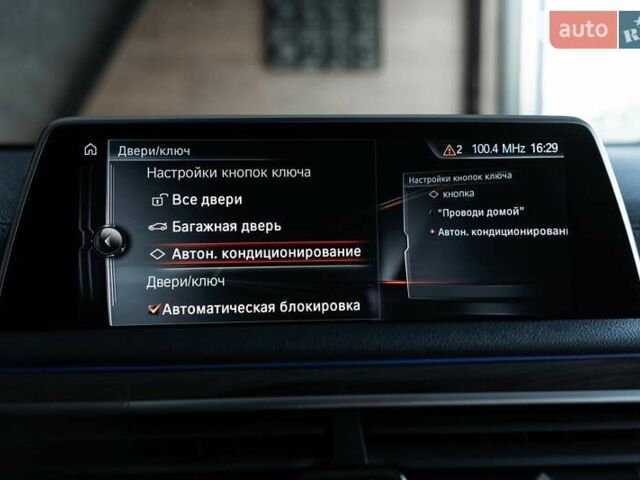 auto
Двери/ключ
2 100.4 MHz 16:29
Настройки кнопок ключа
Все двери
Багажная дверь
Автон. кондиционирование
Двери/ключ
Автоматическая блокировка
Настройки кнопок ключа
кнопка
"Проводи домой"
Автон. кондиционировани